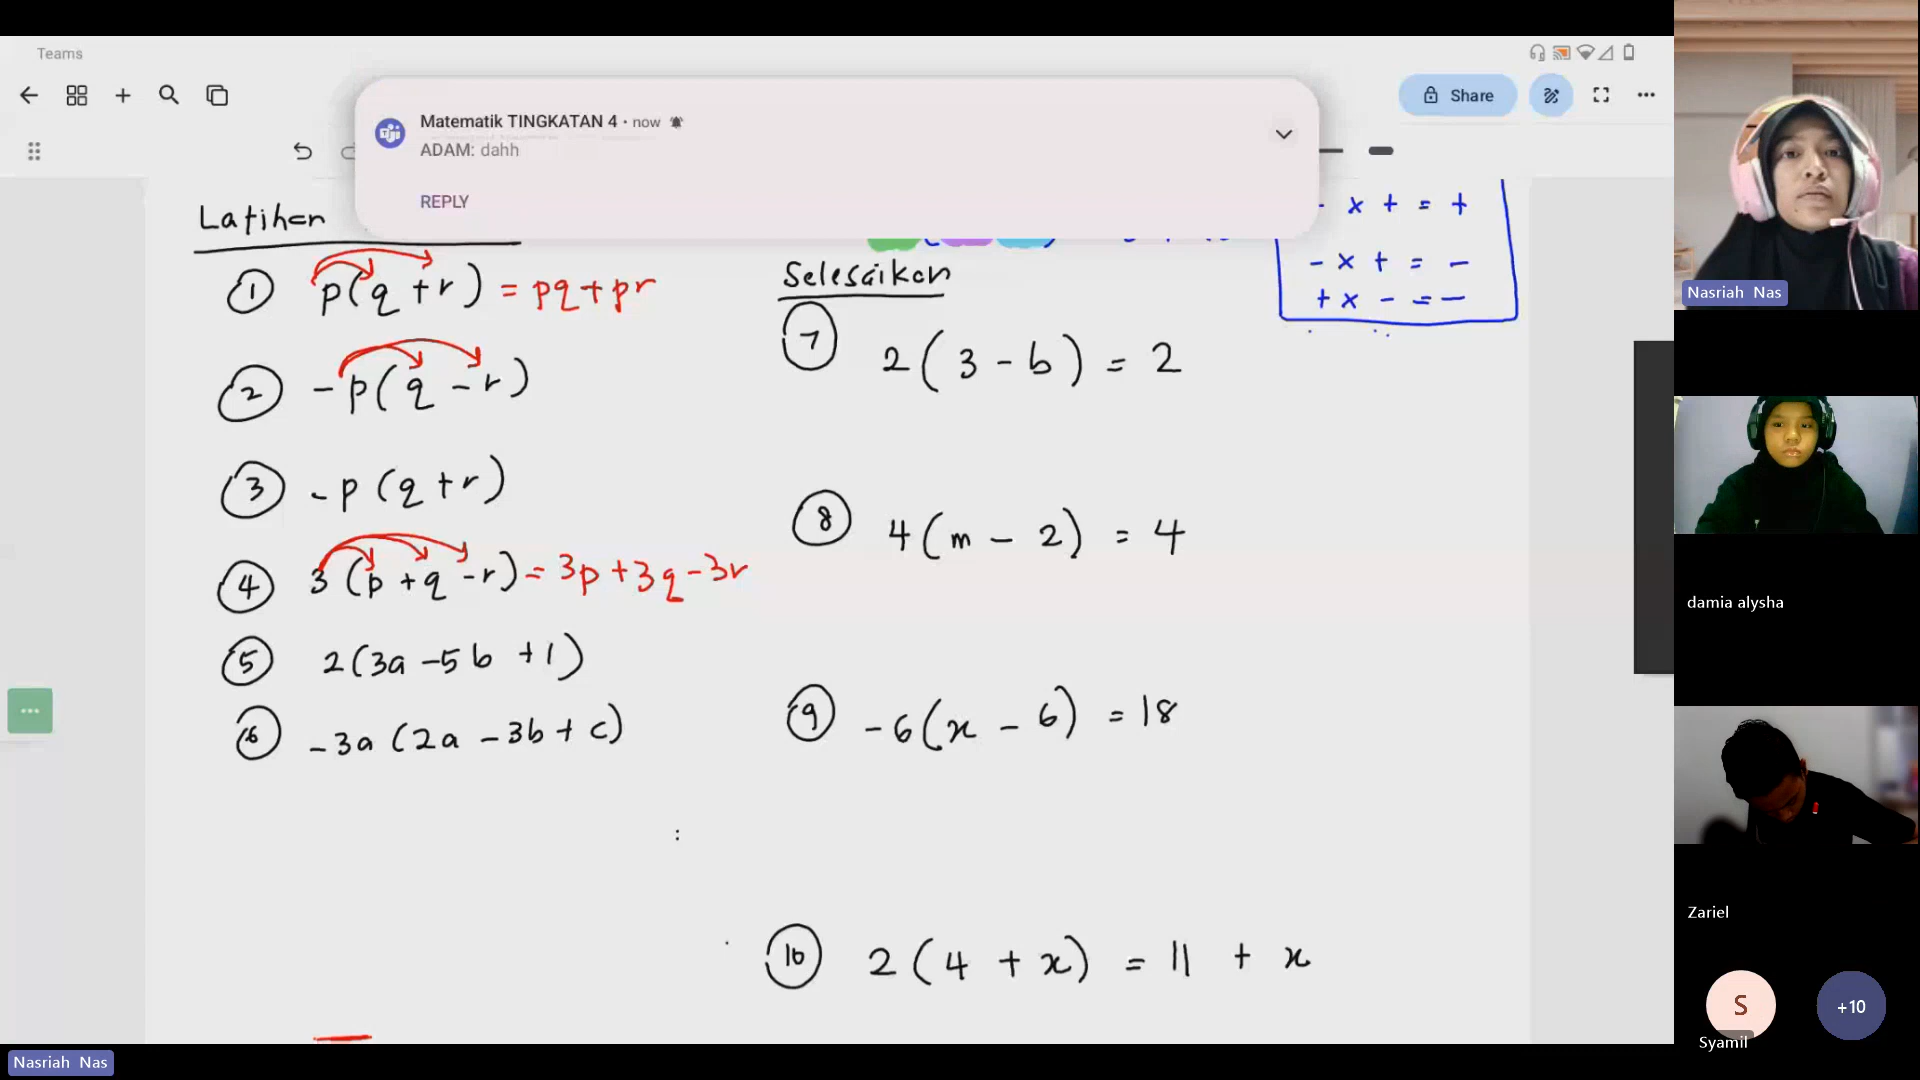 Teams
Share
Matematik TINGKATAN 4 • now
ADAM: dahh
REPLY
Latihan
① p(q + r) = pq + pr
② -p(q - r)
③ -p(q + r)
④ 3(p + q - r) = 3p + 3q - 3r
⑤ 2(3a - 5b + 1)
⑥ -3a(2a - 3b + c)
- x + = +
- x + = -
+ x - = -
Selesaikan
⑦ 2(3 - b) = 2
⑧ 4(m - 2) = 4
⑨ -6(x - 6) = 18
⑩ 2(4 + x) = 11 + x
Nasriah Nas
Nasriah Nas
damia alysha
Zariel
S
+10
Syamil